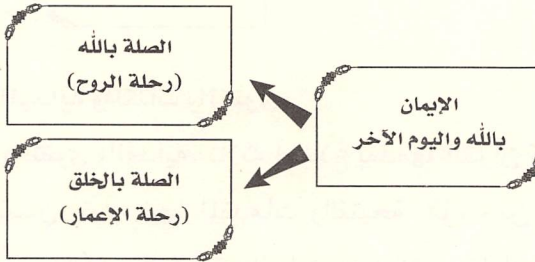 الإيمان
بالله واليوم الآخر
الصلة بالله
(رحلة الروح)
الصلة بالخلق
(رحلة الإعمار)